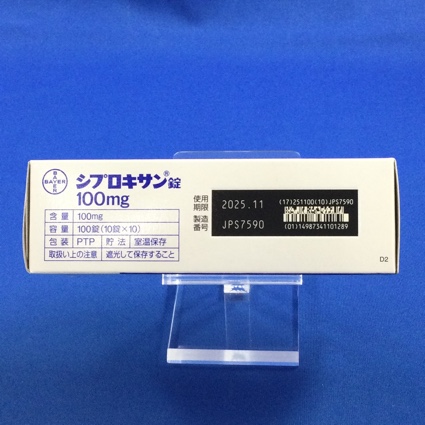 BAYER
シプロキサン®錠
100mg
含量 100mg
容量 100錠(10錠×10)
包装 PTP 貯法 室温保存
取扱い上の注意 遮光して保存すること
使用期限 2025.11
製造番号 JPS7590
(17)251100(10)JPS7590
(01)14987341101289
D2